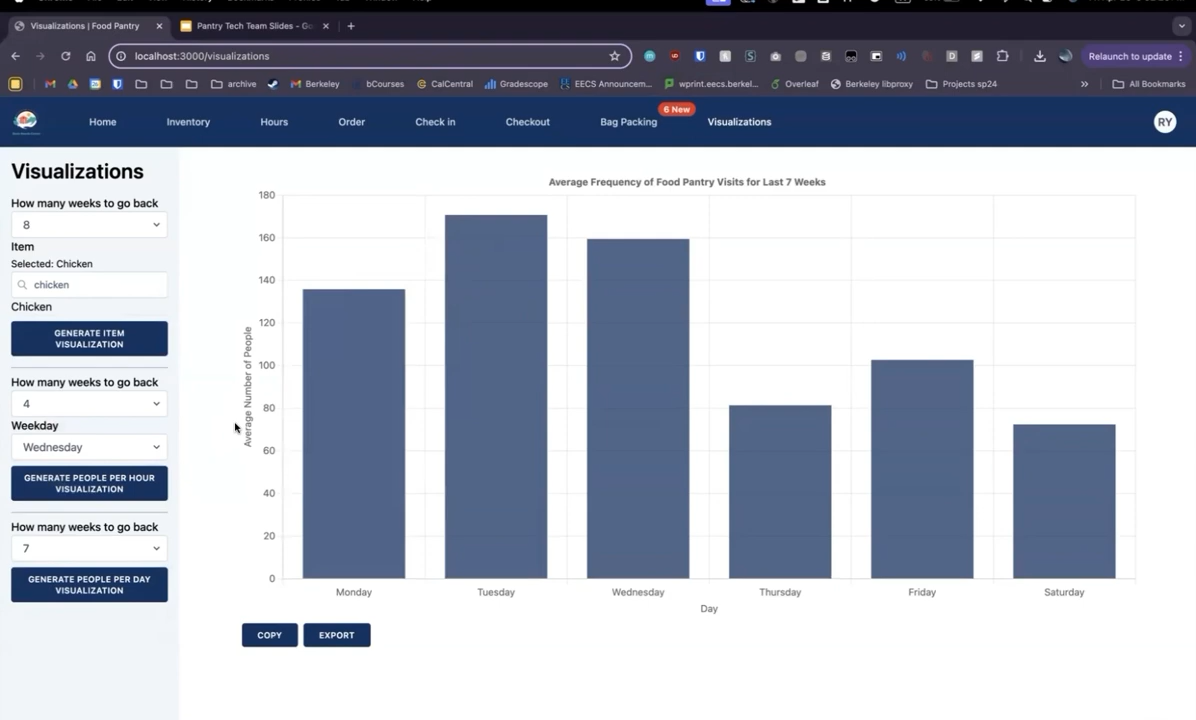 Visualizations | Food Pantry
Pantry Tech Team Slides - Go
localhost:3000/visualizations
Relaunch to update
archive
Berkeley
bCourses
CalCentral
Gradescope
EECS Announcem...
wprint.eecs.berkel...
Overleaf
Berkeley libproxy
Projects sp24
All Bookmarks
6 New
Home
Inventory
Hours
Order
Check in
Checkout
Bag Packing
Visualizations
RY
Visualizations
How many weeks to go back
8
Item
Selected: Chicken
chicken
Chicken
GENERATE ITEM
VISUALIZATION
How many weeks to go back
4
Weekday
Wednesday
GENERATE PEOPLE PER HOUR
VISUALIZATION
How many weeks to go back
7
GENERATE PEOPLE PER DAY
VISUALIZATION
Average Frequency of Food Pantry Visits for Last 7 Weeks
Average Number of People
180
160
140
120
100
80
60
40
20
0
Monday
Tuesday
Wednesday
Thursday
Friday
Saturday
Day
COPY
EXPORT